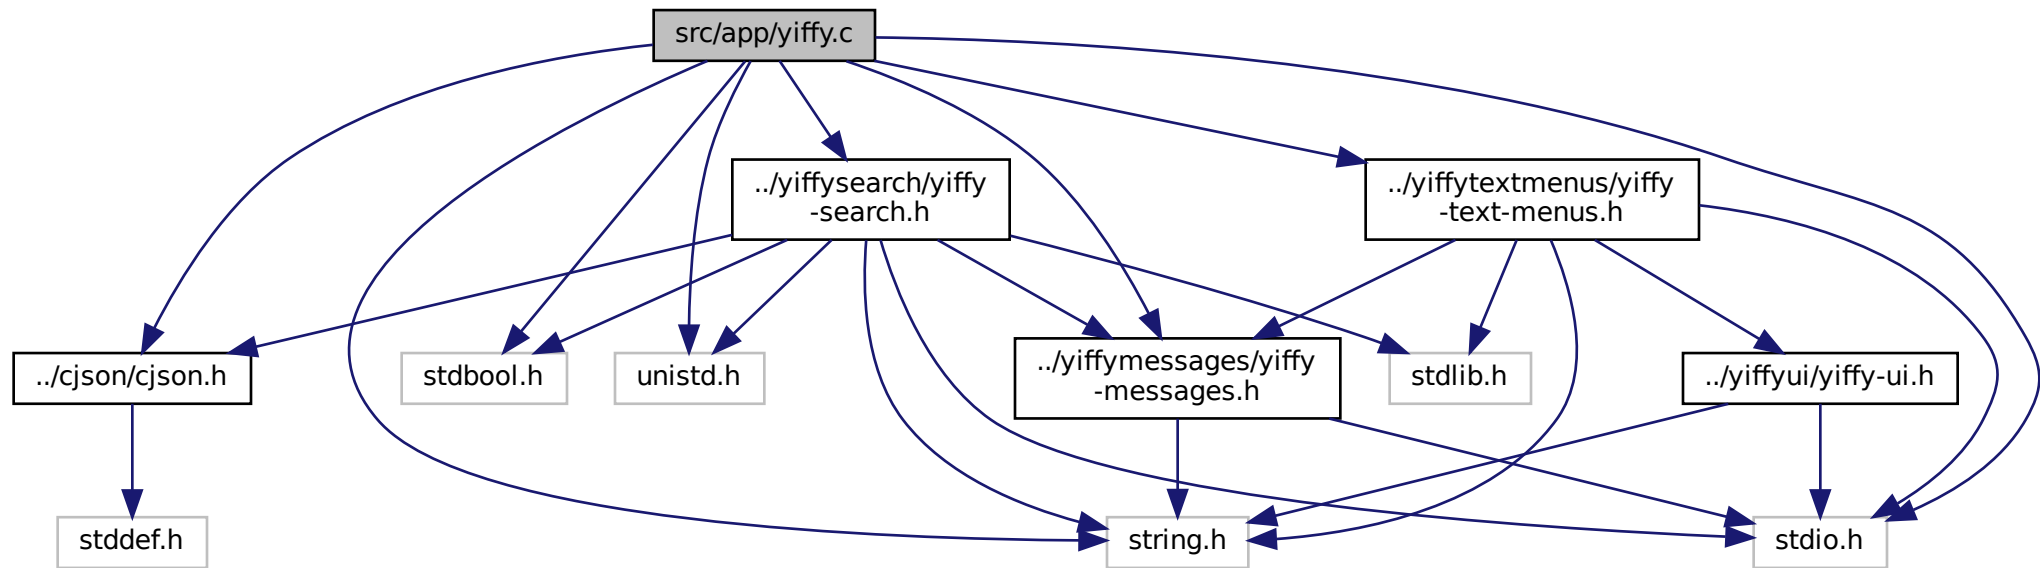 src/app/yiffy.c
../yiffysearch/yiffy
-search.h
../yiffytextmenus/yiffy
-text-menus.h
../cjson/cjson.h
stdbool.h
unistd.h
../yiffymessages/yiffy
-messages.h
stdlib.h
../yiffyui/yiffy-ui.h
stddef.h
string.h
stdio.h